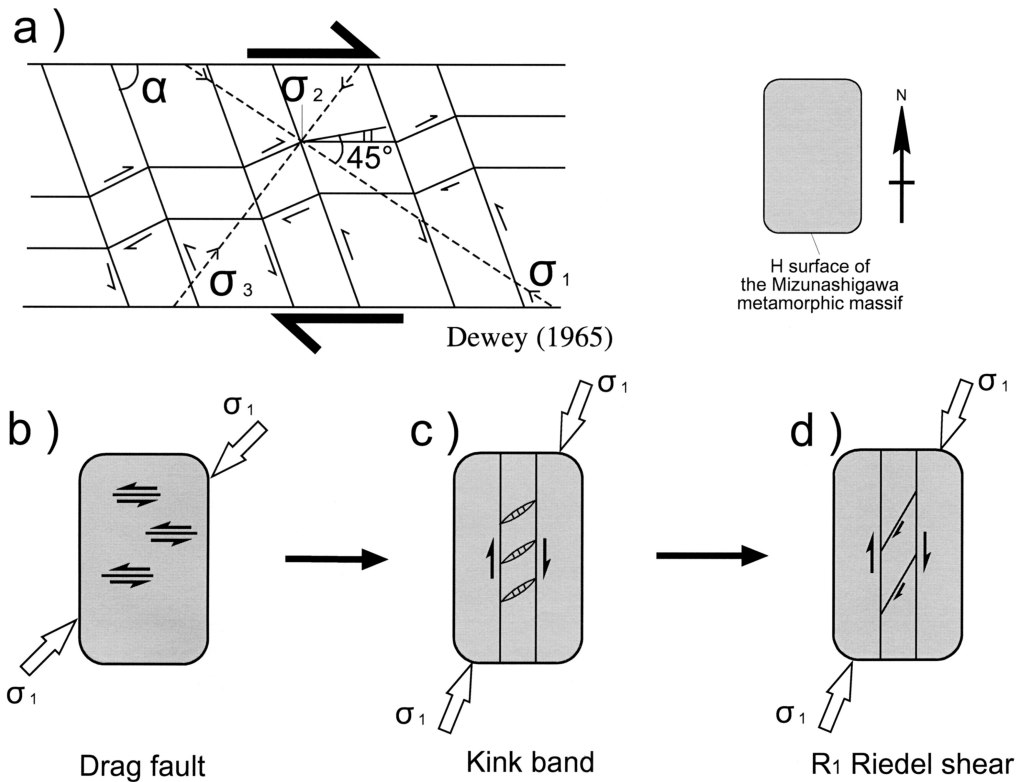 a )
α
σ2
45°
σ3
σ1
Dewey (1965)
N
H surface of
the Mizunashigawa
metamorphic massif
b )
σ1
σ1
Drag fault
c )
σ1
σ1
Kink band
d )
σ1
σ1
R1 Riedel shear